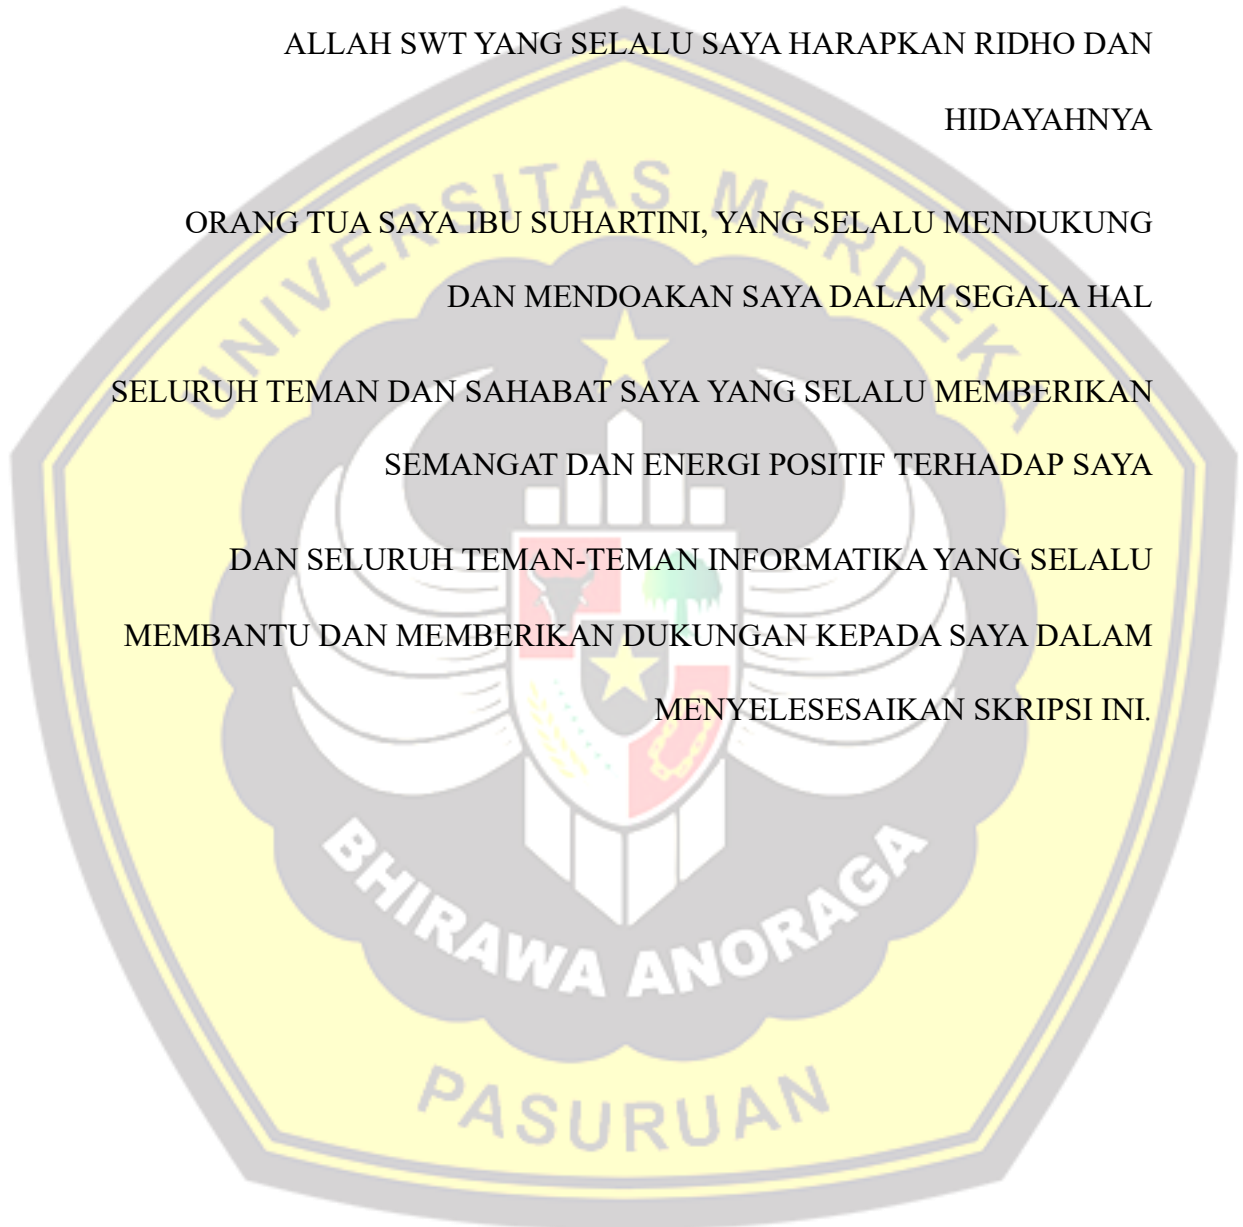 ALLAH SWT YANG SELALU SAYA HARAPKAN RIDHO DAN
HIDAYAHNYA
ORANG TUA SAYA IBU SUHARTINI, YANG SELALU MENDUKUNG
DAN MENDOAKAN SAYA DALAM SEGALA HAL
SELURUH TEMAN DAN SAHABAT SAYA YANG SELALU MEMBERIKAN
SEMANGAT DAN ENERGI POSITIF TERHADAP SAYA
DAN SELURUH TEMAN-TEMAN INFORMATIKA YANG SELALU
MEMBANTU DAN MEMBERIKAN DUKUNGAN KEPADA SAYA DALAM
MENYELESESAIKAN SKRIPSI INI.
UNIVERSITAS MERDEKA
BHIRAWA ANORAGA
PASURUAN